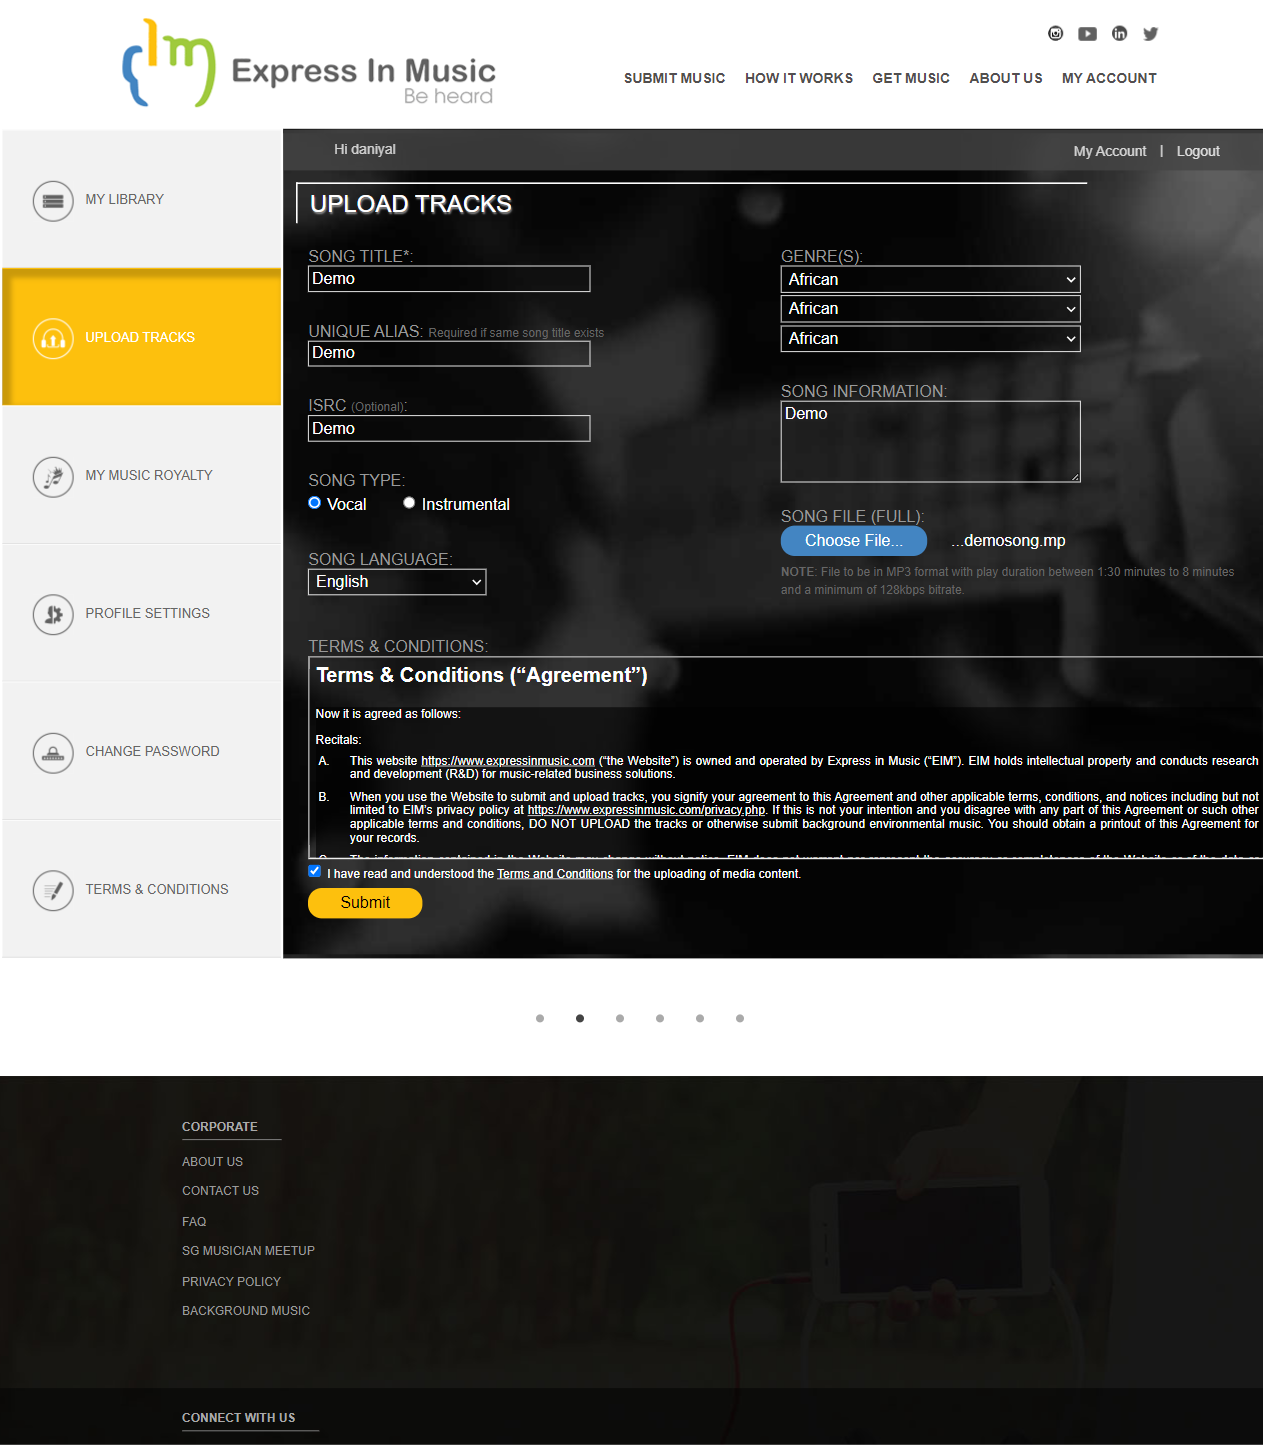 Express In Music
Be heard
SUBMIT MUSIC HOW IT WORKS GET MUSIC ABOUT US MY ACCOUNT
Hi daniyal
My Account | Logout
MY LIBRARY
UPLOAD TRACKS
MY MUSIC ROYALTY
PROFILE SETTINGS
CHANGE PASSWORD
TERMS & CONDITIONS
UPLOAD TRACKS
SONG TITLE*:
Demo
UNIQUE ALIAS: Required if same song title exists
Demo
ISRC (Optional):
Demo
SONG TYPE:
Vocal Instrumental
SONG LANGUAGE:
English
GENRE(S):
African
African
African
SONG INFORMATION:
Demo
SONG FILE (FULL):
Choose File... ...demosong.mp
NOTE: File to be in MP3 format with play duration between 1:30 minutes to 8 minutes
and a minimum of 128kbps bitrate.
TERMS & CONDITIONS:
Terms & Conditions (“Agreement”)
Now it is agreed as follows:
Recitals:
A. This website https://www.expressinmusic.com (“the Website”) is owned and operated by Express in Music (“EIM”). EIM holds intellectual property and conducts research
and development (R&D) for music-related business solutions.
B. When you use the Website to submit and upload tracks, you signify your agreement to this Agreement and other applicable terms, conditions, and notices including but not
limited to EIM's privacy policy at https://www.expressinmusic.com/privacy.php. If this is not your intention and you disagree with any part of this Agreement or such other
applicable terms and conditions, DO NOT UPLOAD the tracks or otherwise submit background environmental music. You should obtain a printout of this Agreement for
your records.
I have read and understood the Terms and Conditions for the uploading of media content.
Submit
CORPORATE
ABOUT US
CONTACT US
FAQ
SG MUSICIAN MEETUP
PRIVACY POLICY
BACKGROUND MUSIC
CONNECT WITH US